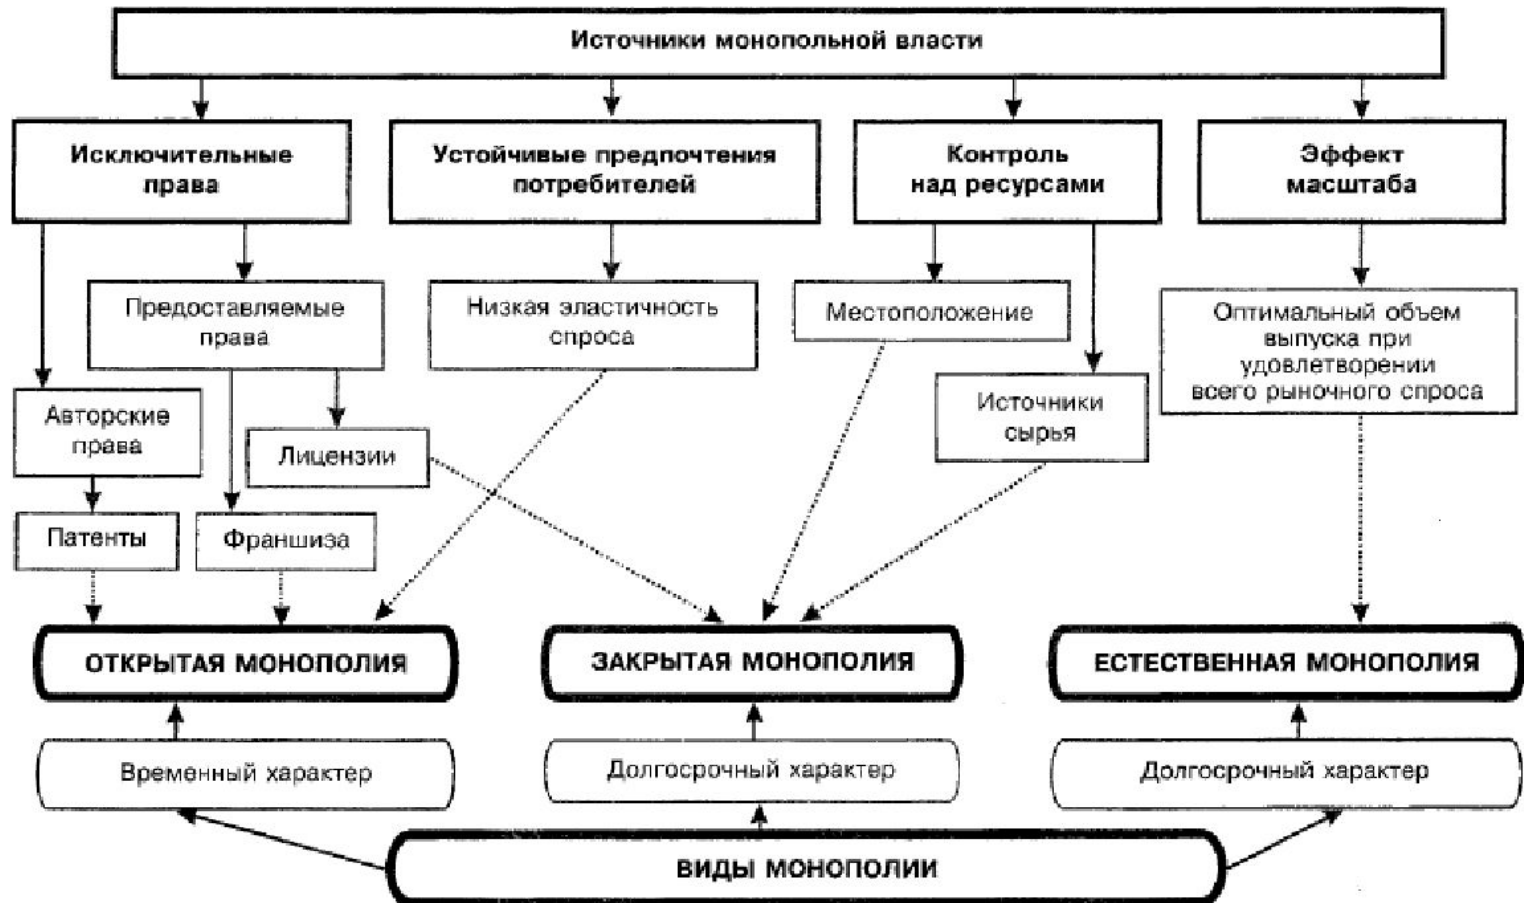 Источники монопольной власти
Исключительные
права
Устойчивые предпочтения
потребителей
Контроль
над ресурсами
Эффект
масштаба
Предоставляемые
права
Низкая эластичность
спроса
Местоположение
Оптимальный объем
выпуска при
удовлетворении
всего рыночного спроса
Авторские
права
Лицензии
Источники
сырья
Патенты
Франшиза
ОТКРЫТАЯ МОНОПОЛИЯ
ЗАКРЫТАЯ МОНОПОЛИЯ
ЕСТЕСТВЕННАЯ МОНОПОЛИЯ
Временный характер
Долгосрочный характер
Долгосрочный характер
ВИДЫ МОНОПОЛИИ